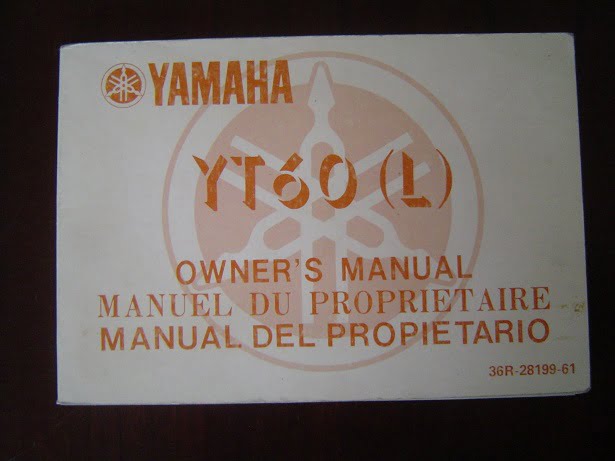 YAMAHA
YT60 (L)
OWNER'S MANUAL
MANUEL DU PROPRIETAIRE
MANUAL DEL PROPIETARIO
36R-28199-61